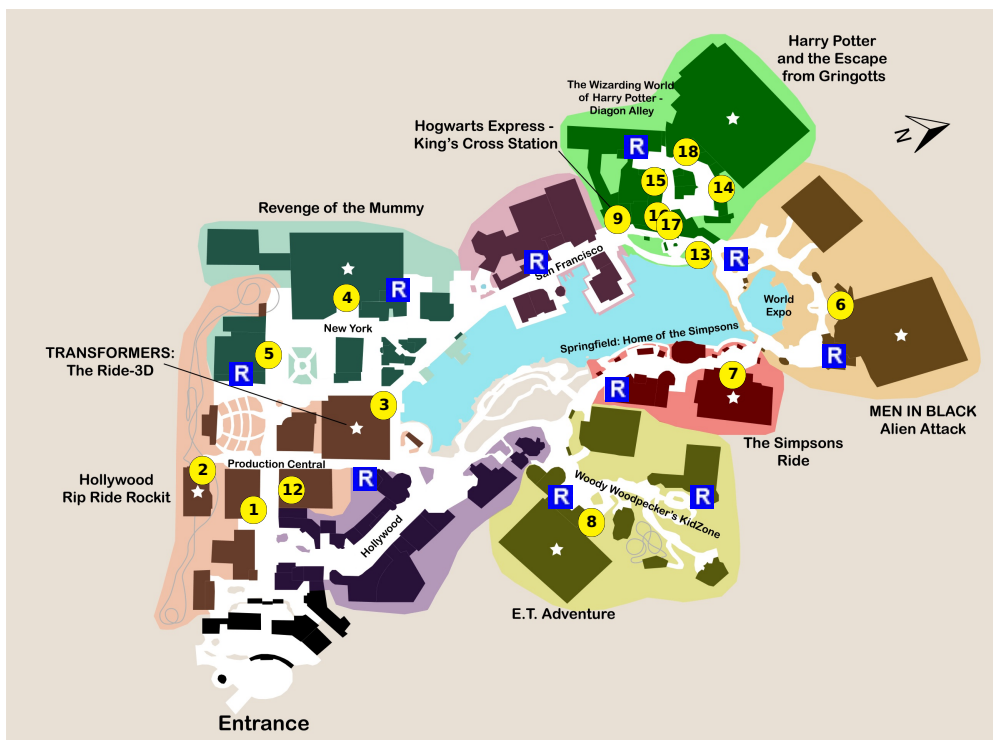 Harry Potter
and the Escape
from Gringotts
The Wizarding World
of Harry Potter -
Diagon Alley
Hogwarts Express -
King's Cross Station
N
R
18
15
14
9
17
13
R
Revenge of the Mummy
San Francisco
R
R
4
New York
World
Expo
6
Springfield: Home of the Simpsons
TRANSFORMERS:
The Ride-3D
5
R
3
7
R
R
MEN IN BLACK
Alien Attack
The Simpsons
Ride
Hollywood
Rip Ride Rockit
2
Production Central
12
1
R
Hollywood
Woody Woodpecker's KidZone
R
R
8
E.T. Adventure
Entrance